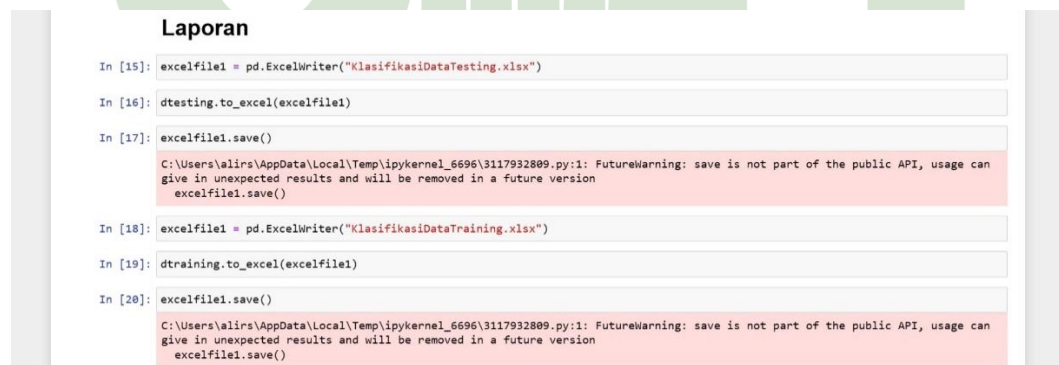 Laporan
In [15]: excelfile1 = pd.ExcelWriter("KlasifikasiDataTesting.xlsx")
In [16]: dtesting.to_excel(excelfile1)
In [17]: excelfile1.save()
C:\Users\alirs\AppData\Local\Temp\ipykernel_6696\3117932809.py:1: FutureWarning: save is not part of the public API, usage can
give in unexpected results and will be removed in a future version
excelfile1.save()
In [18]: excelfile1 = pd.ExcelWriter("KlasifikasiDataTraining.xlsx")
In [19]: dtraining.to_excel(excelfile1)
In [20]: excelfile1.save()
C:\Users\alirs\AppData\Local\Temp\ipykernel_6696\3117932809.py:1: FutureWarning: save is not part of the public API, usage can
give in unexpected results and will be removed in a future version
excelfile1.save()